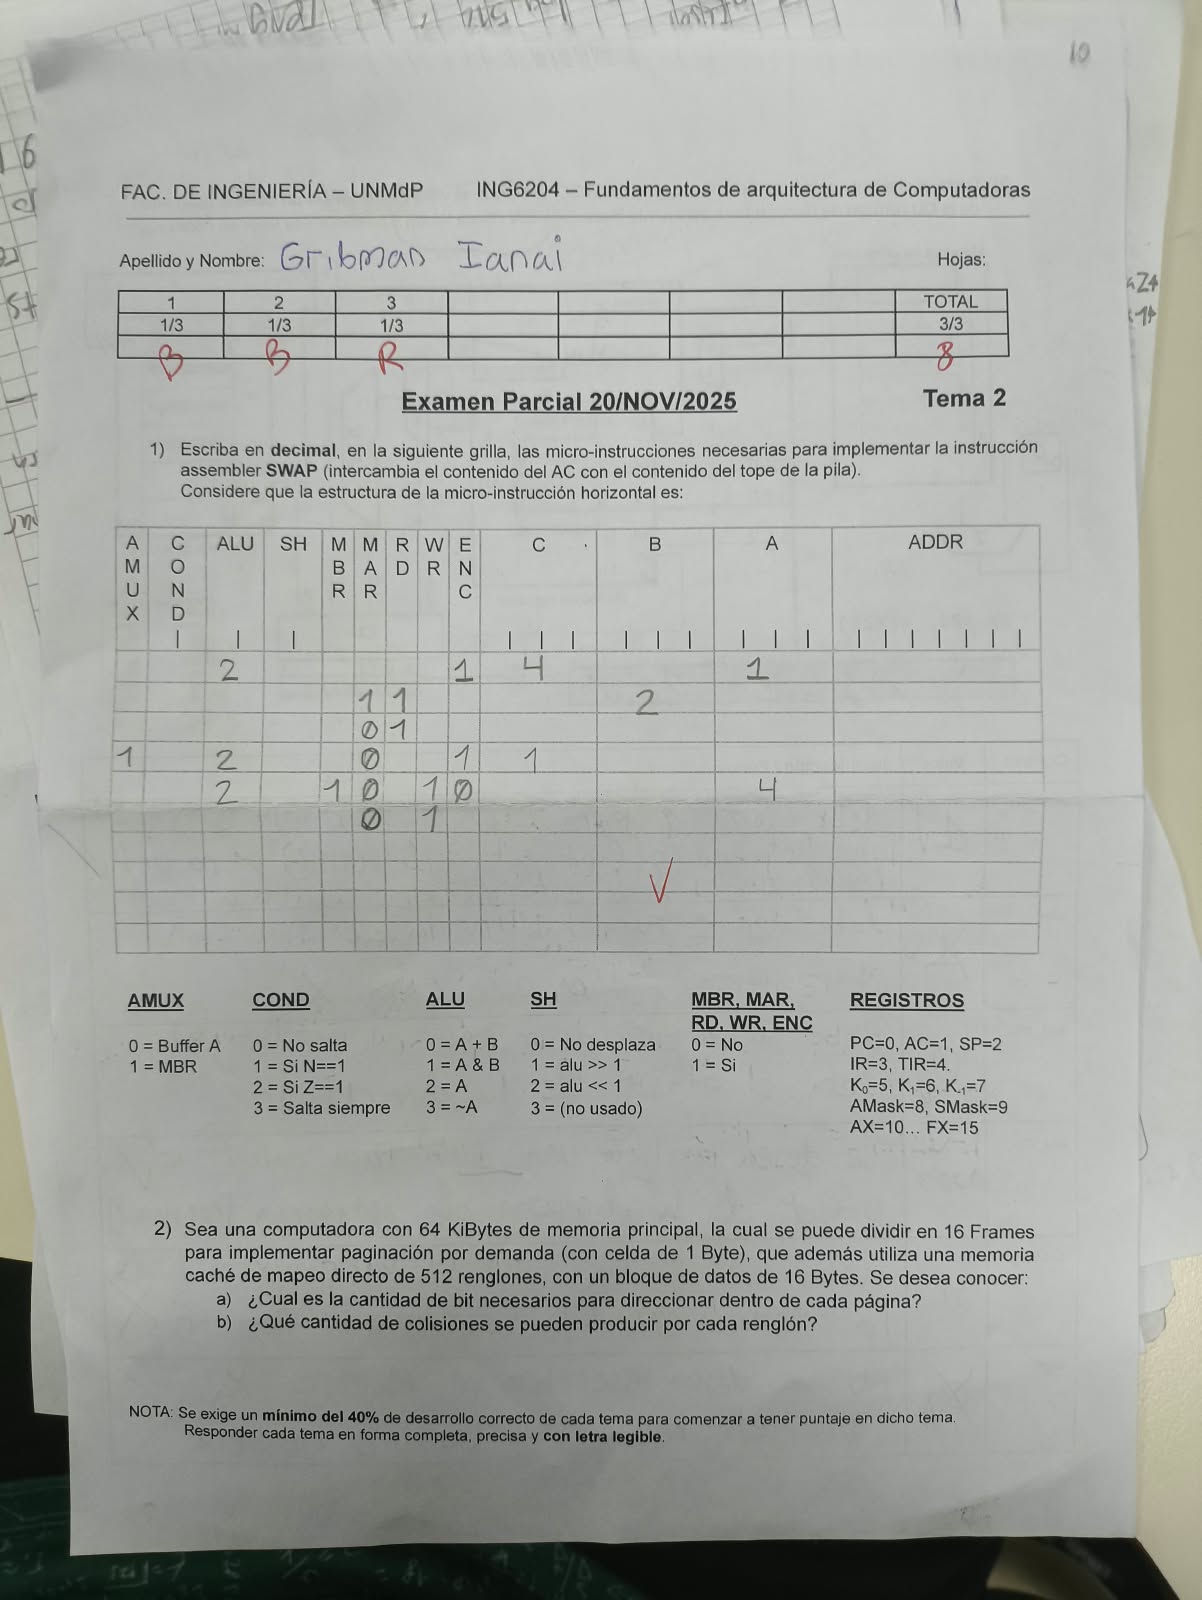 10
FAC. DE INGENIERÍA – UNMdP ING6204 – Fundamentos de arquitectura de Computadoras
Apellido y Nombre: Gribman Ianai Hojas:
1 2 3 TOTAL
1/3 1/3 1/3 3/3
B B R 8
Examen Parcial 20/NOV/2025 Tema 2
1) Escriba en decimal, en la siguiente grilla, las micro-instrucciones necesarias para implementar la instrucción
assembler SWAP (intercambia el contenido del AC con el contenido del tope de la pila).
Considere que la estructura de la micro-instrucción horizontal es:
AMUX COND ALU SH MBR MAR RD WR ENC C B A ADDR
2 1 4 1
1 1 2
0 1
1 2 0 1 1
2 1 0 1 0 4
0 1
AMUX COND ALU SH MBR, MAR, REGISTROS
RD, WR, ENC
0 = Buffer A 0 = No salta 0 = A + B 0 = No desplaza 0 = No PC=0, AC=1, SP=2
1 = MBR 1 = Si N==1 1 = A & B 1 = alu >> 1 1 = Si IR=3, TIR=4.
2 = Si Z==1 2 = A 2 = alu << 1 K₀=5, K₁=6, K₋₁=7
3 = Salta siempre 3 = ~A 3 = (no usado) AMask=8, SMask=9
AX=10... FX=15
2) Sea una computadora con 64 KiBytes de memoria principal, la cual se puede dividir en 16 Frames
para implementar paginación por demanda (con celda de 1 Byte), que además utiliza una memoria
caché de mapeo directo de 512 renglones, con un bloque de datos de 16 Bytes. Se desea conocer:
a) ¿Cual es la cantidad de bit necesarios para direccionar dentro de cada página?
b) ¿Qué cantidad de colisiones se pueden producir por cada renglón?
NOTA: Se exige un mínimo del 40% de desarrollo correcto de cada tema para comenzar a tener puntaje en dicho tema.
Responder cada tema en forma completa, precisa y con letra legible.